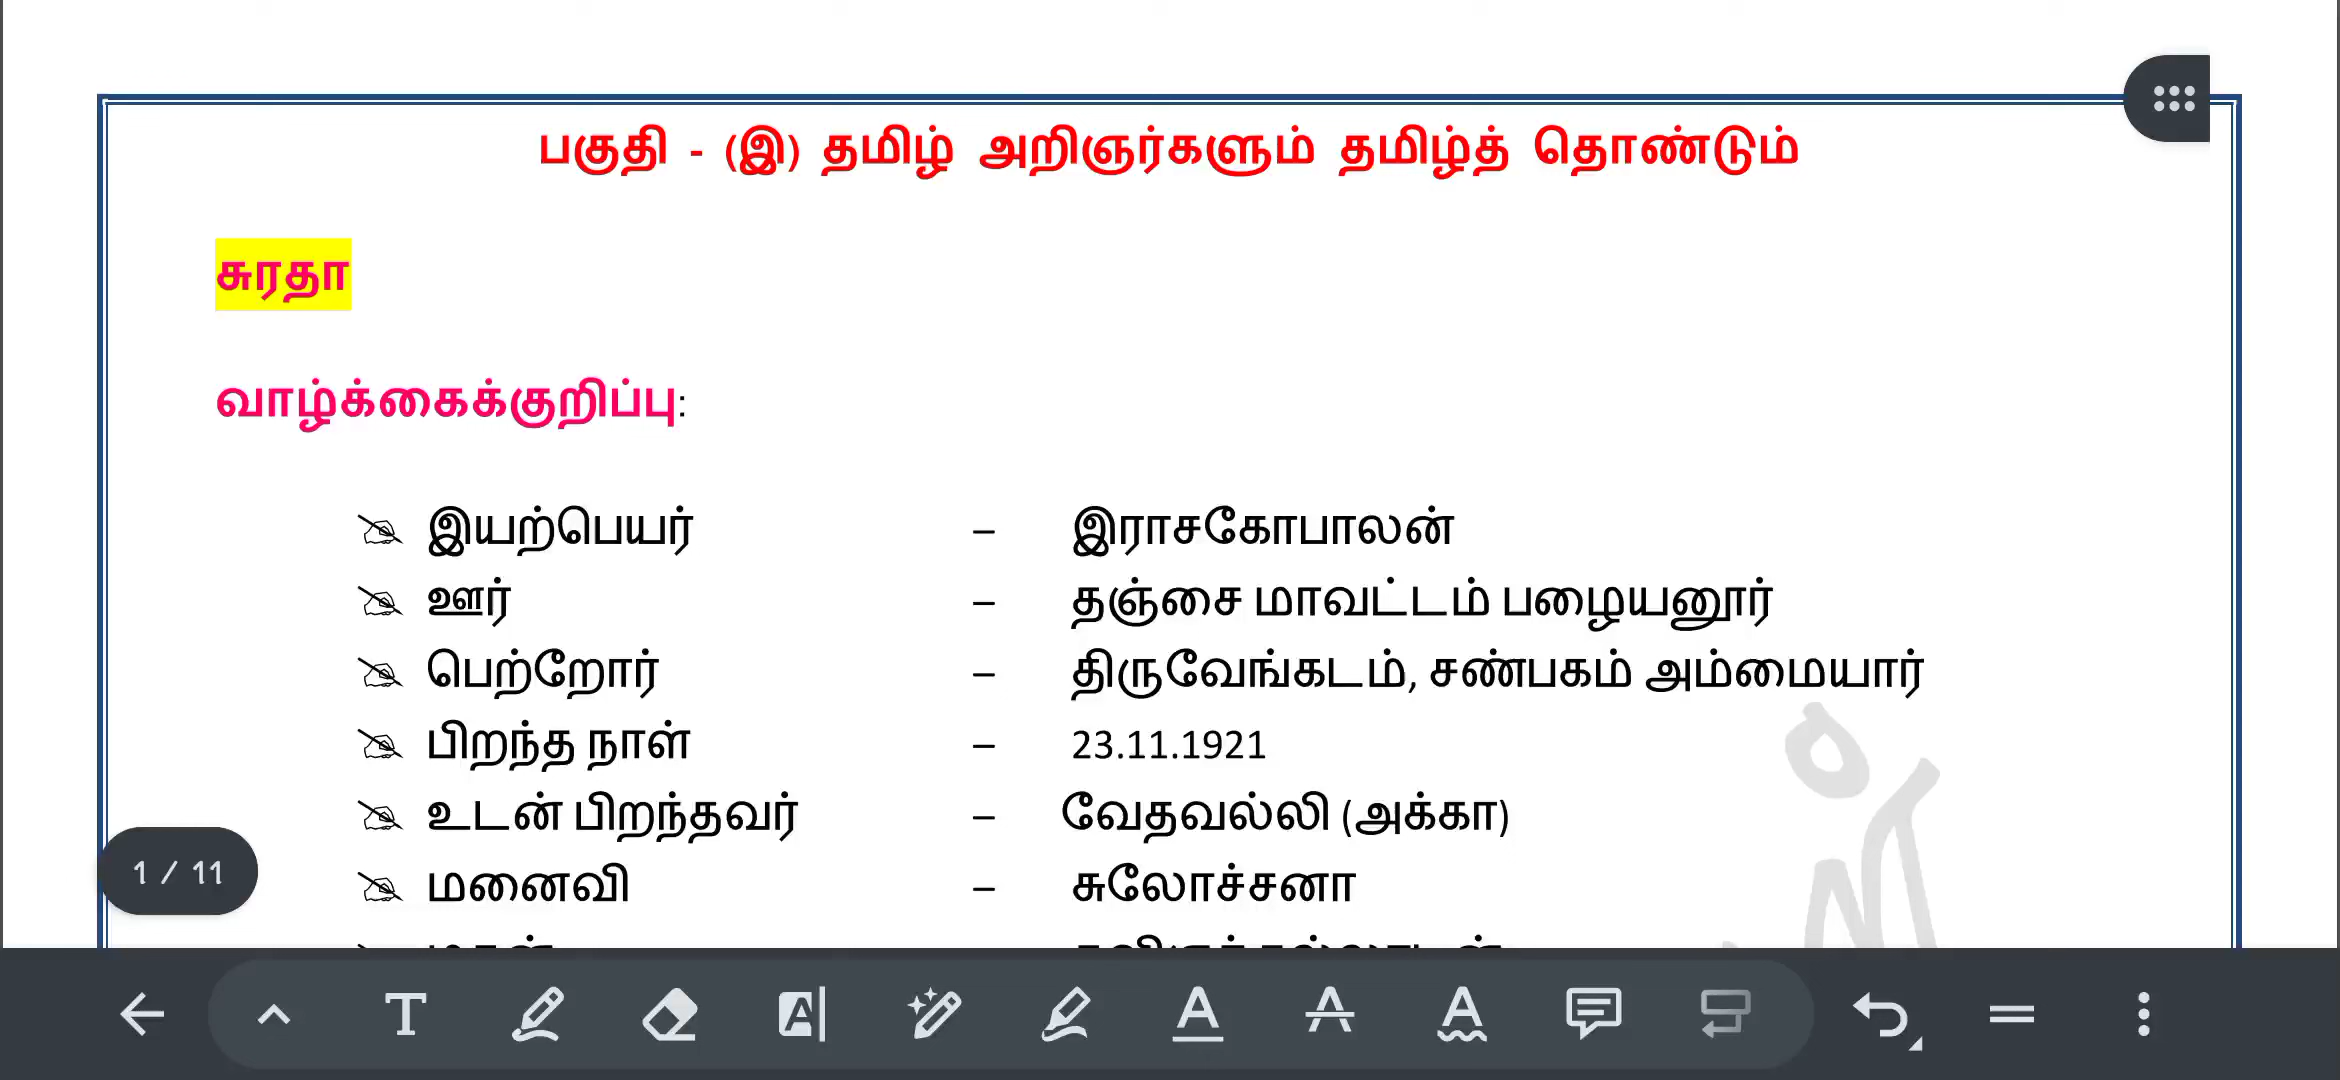 பகுதி - (இ) தமிழ் அறிஞர்களும் தமிழ்த் தொண்டும்
சுரதா
வாழ்க்கைக்குறிப்பு:
இயற்பெயர் – இராசகோபாலன்
ஊர் – தஞ்சை மாவட்டம் பழையனூர்
பெற்றோர் – திருவேங்கடம், சண்பகம் அம்மையார்
பிறந்த நாள் – 23.11.1921
உடன் பிறந்தவர் – வேதவல்லி (அக்கா)
மனைவி – சுலோச்சனா
1 / 11